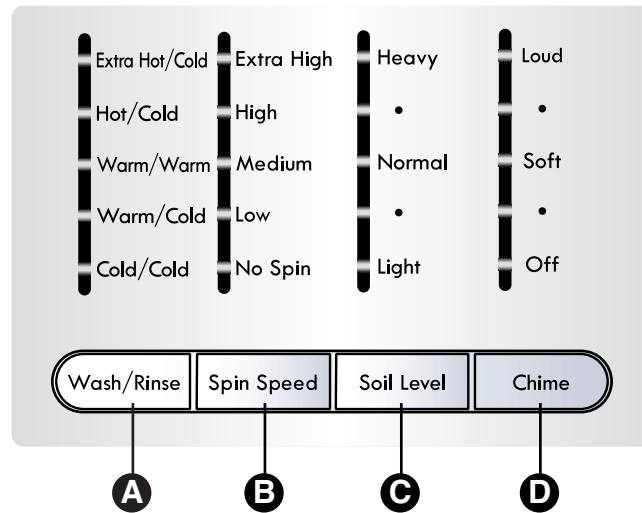 Extra Hot/Cold Extra High Heavy Loud
Hot/Cold High •  •
Warm/Warm Medium Normal Soft
Warm/Cold Low •  •
Cold/Cold No Spin Light Off
Wash/Rinse Spin Speed Soil Level Chime
A B C D